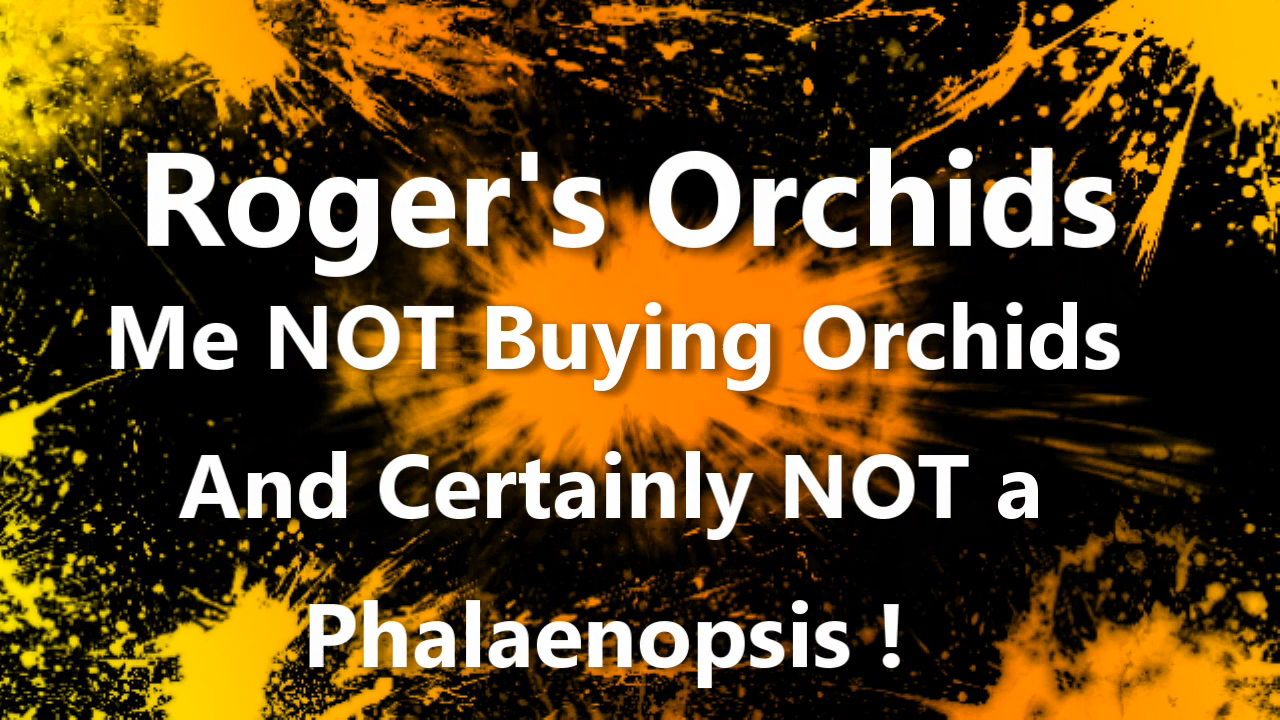 Roger's Orchids
Me NOT Buying Orchids
And Certainly NOT a
Phalaenopsis !